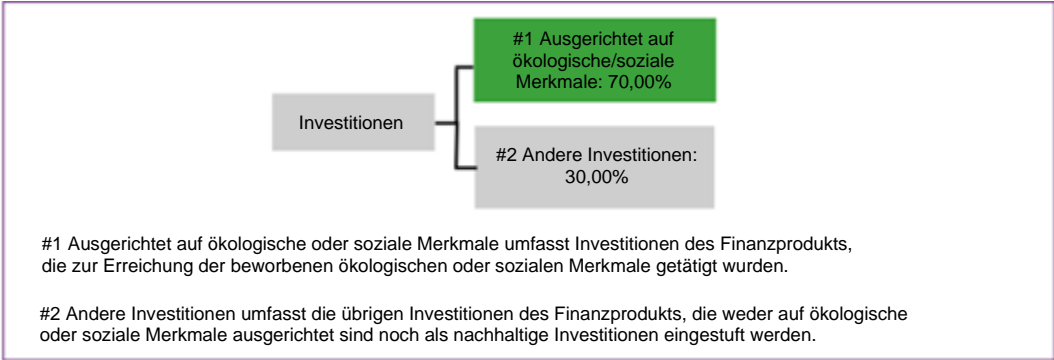 #1 Ausgerichtet auf
ökologische/soziale
Merkmale: 70,00%
Investitionen
#2 Andere Investitionen:
30,00%
#1 Ausgerichtet auf ökologische oder soziale Merkmale umfasst Investitionen des Finanzprodukts,
die zur Erreichung der beworbenen ökologischen oder sozialen Merkmale getätigt wurden.
#2 Andere Investitionen umfasst die übrigen Investitionen des Finanzprodukts, die weder auf ökologische
oder soziale Merkmale ausgerichtet sind noch als nachhaltige Investitionen eingestuft werden.